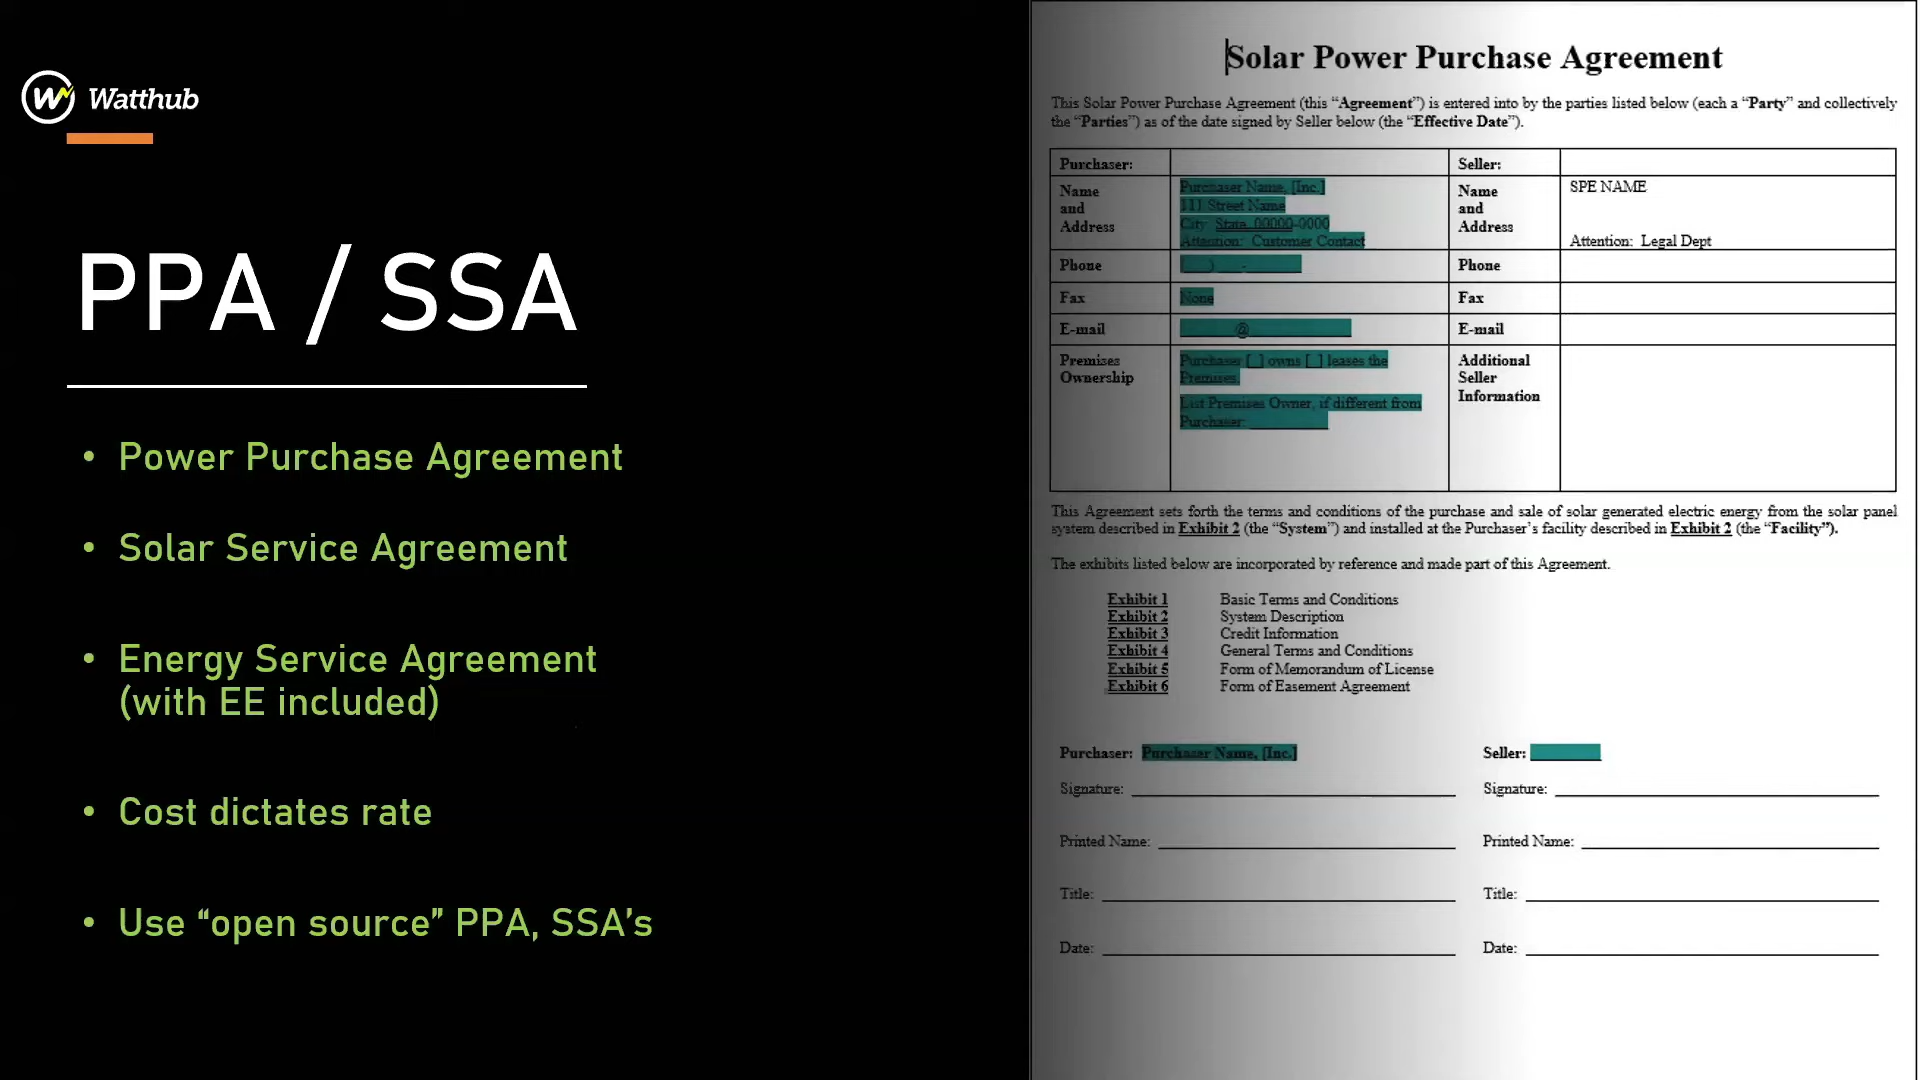 Watthub
PPA / SSA
• Power Purchase Agreement
• Solar Service Agreement
• Energy Service Agreement
(with EE included)
• Cost dictates rate
• Use “open source” PPA, SSA’s
Solar Power Purchase Agreement
This Solar Power Purchase Agreement (this “Agreement”) is entered into by the parties listed below (each a “Party” and collectively
the “Parties”) as of the date signed by Seller below (the “Effective Date”).
Purchaser: Seller:
Name and Address
Purchaser Name, [Inc.]
111 Street Name
City State 00000-0000
Attention: Customer Contact
Name and Address
SPE NAME
Attention: Legal Dept
Phone ( ) - Phone
Fax None Fax
E-mail @ E-mail
Premises Ownership
Purchaser [_] owns [_] leases the
Premises.
List Premises Owner, if different from
Purchaser:
Additional Seller Information
This Agreement sets forth the terms and conditions of the purchase and sale of solar generated electric energy from the solar panel
system described in Exhibit 2 (the “System”) and installed at the Purchaser’s facility described in Exhibit 2 (the “Facility”).
The exhibits listed below are incorporated by reference and made part of this Agreement.
Exhibit 1 Basic Terms and Conditions
Exhibit 2 System Description
Exhibit 3 Credit Information
Exhibit 4 General Terms and Conditions
Exhibit 5 Form of Memorandum of License
Exhibit 6 Form of Easement Agreement
Purchaser: Purchaser Name, [Inc.] Seller:
Signature: Signature:
Printed Name: Printed Name:
Title: Title:
Date: Date: